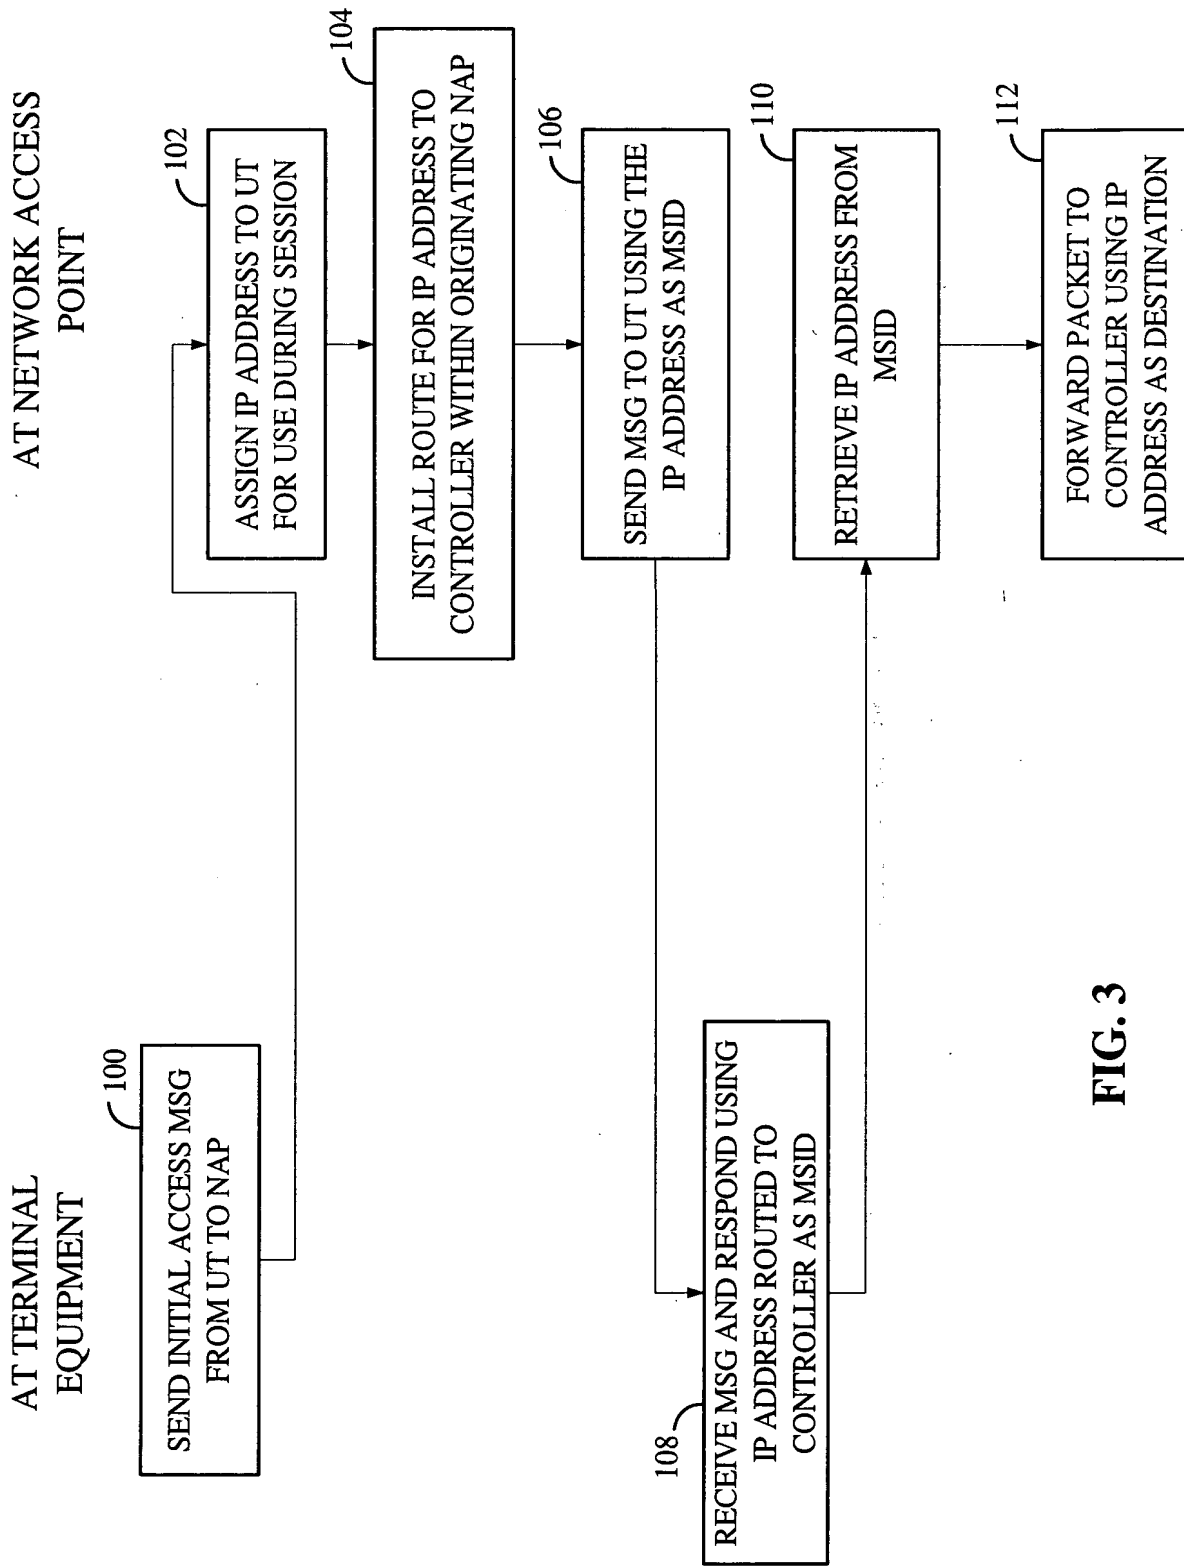 AT TERMINAL
EQUIPMENT
AT NETWORK ACCESS
POINT
100
SEND INITIAL ACCESS MSG
FROM UT TO NAP
102
ASSIGN IP ADDRESS TO UT
FOR USE DURING SESSION
104
INSTALL ROUTE FOR IP ADDRESS TO
CONTROLLER WITHIN ORIGINATING NAP
106
SEND MSG TO UT USING THE
IP ADDRESS AS MSID
108
RECEIVE MSG AND RESPOND USING
IP ADDRESS ROUTED TO
CONTROLLER AS MSID
110
RETRIEVE IP ADDRESS FROM
MSID
112
FORWARD PACKET TO
CONTROLLER USING IP
ADDRESS AS DESTINATION
FIG. 3